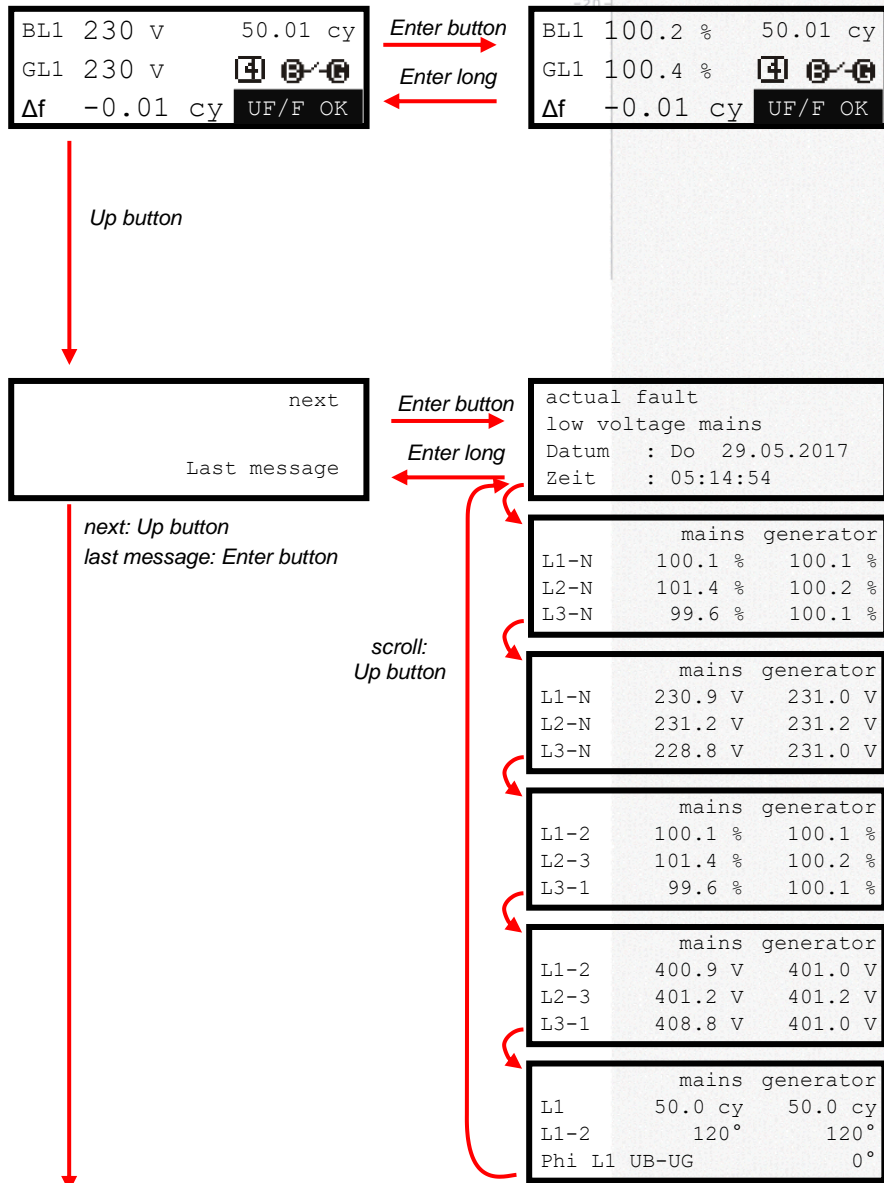 BL1 230 V 50.01 cy
GL1 230 V 4 B G
Δf -0.01 cy UF/F OK
Enter button
Enter long
BL1 100.2 % 50.01 cy
GL1 100.4 % 4 B G
Δf -0.01 cy UF/F OK
Up button
next
Last message
Enter button
Enter long
actual fault
low voltage mains
Datum : Do 29.05.2017
Zeit : 05:14:54
next: Up button
last message: Enter button
mains generator
L1-N 100.1 % 100.1 %
L2-N 101.4 % 100.2 %
L3-N 99.6 % 100.1 %
scroll:
Up button
mains generator
L1-N 230.9 V 231.0 V
L2-N 231.2 V 231.2 V
L3-N 228.8 V 231.0 V
mains generator
L1-2 100.1 % 100.1 %
L2-3 101.4 % 100.2 %
L3-1 99.6 % 100.1 %
mains generator
L1-2 400.9 V 401.0 V
L2-3 401.2 V 401.2 V
L3-1 408.8 V 401.0 V
mains generator
L1 50.0 cy 50.0 cy
L1-2 120° 120°
Phi L1 UB-UG 0°